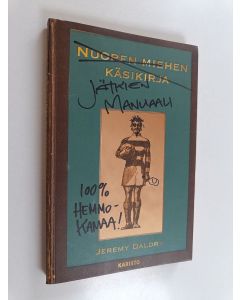 NUOREN MIEHEN
KÄSIKIRJA
JÄTKIEN
MANUAALI
100%
HEMMO-
KAMAA!
JEREMY DALDRY
KARISTO